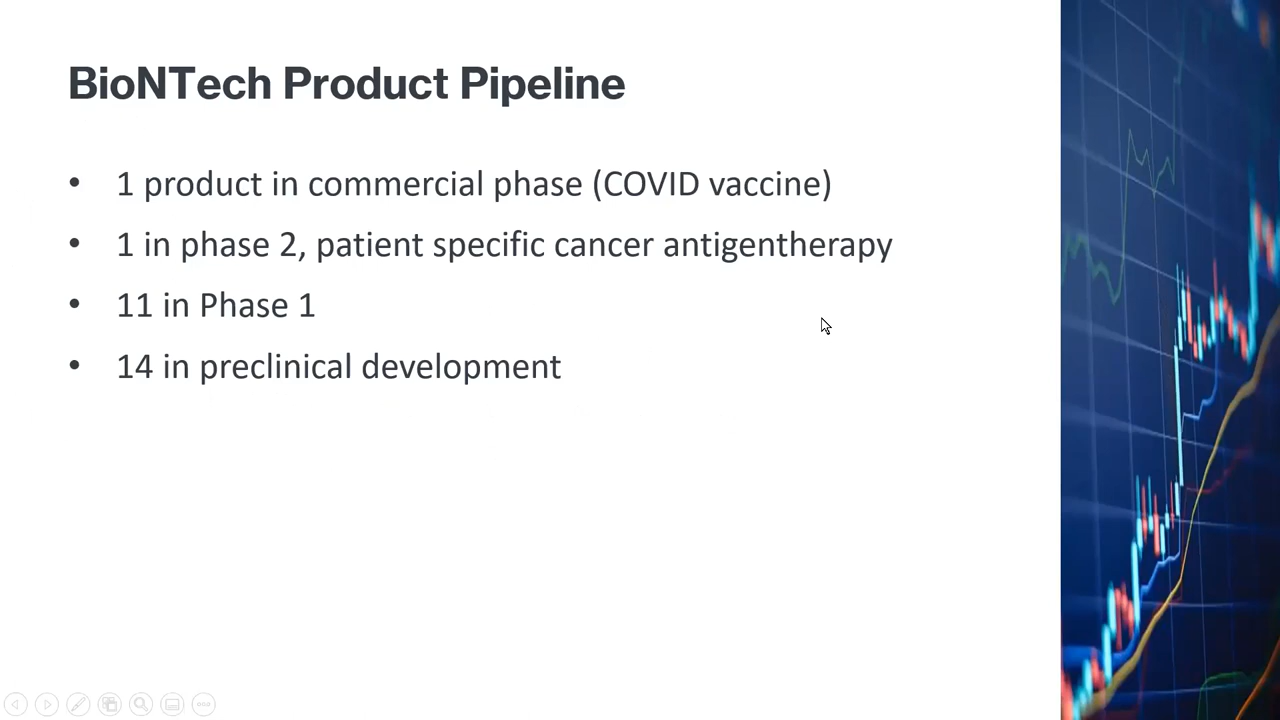 BioNTech Product Pipeline
• 1 product in commercial phase (COVID vaccine)
• 1 in phase 2, patient specific cancer antigentherapy
• 11 in Phase 1
• 14 in preclinical development